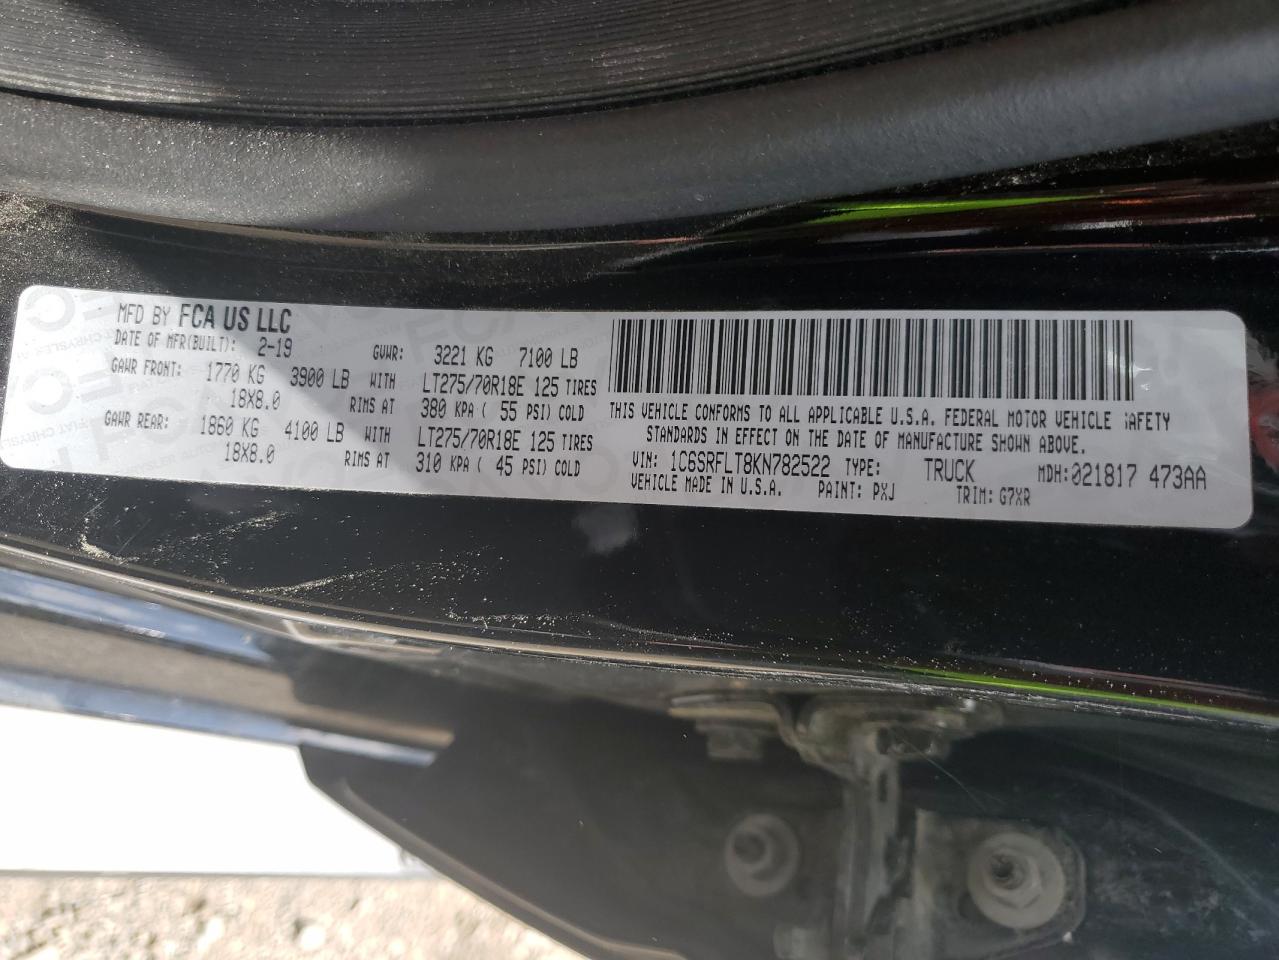 MFD BY FCA US LLC
DATE OF MFR(BUILT): 2-19 GVWR: 3221 KG 7100 LB
GAWR FRONT: 1770 KG 3900 LB WITH LT275/70R18E 125 TIRES
18X8.0 RIMS AT 380 KPA ( 55 PSI) COLD
GAWR REAR: 1860 KG 4100 LB WITH LT275/70R18E 125 TIRES
18X8.0 RIMS AT 310 KPA ( 45 PSI) COLD
THIS VEHICLE CONFORMS TO ALL APPLICABLE U.S.A. FEDERAL MOTOR VEHICLE SAFETY
STANDARDS IN EFFECT ON THE DATE OF MANUFACTURE SHOWN ABOVE.
VIN: 1C6SRFLT8KN782522 TYPE: TRUCK MDH:021817 473AA
VEHICLE MADE IN U.S.A. PAINT: PXJ TRIM: G7XR